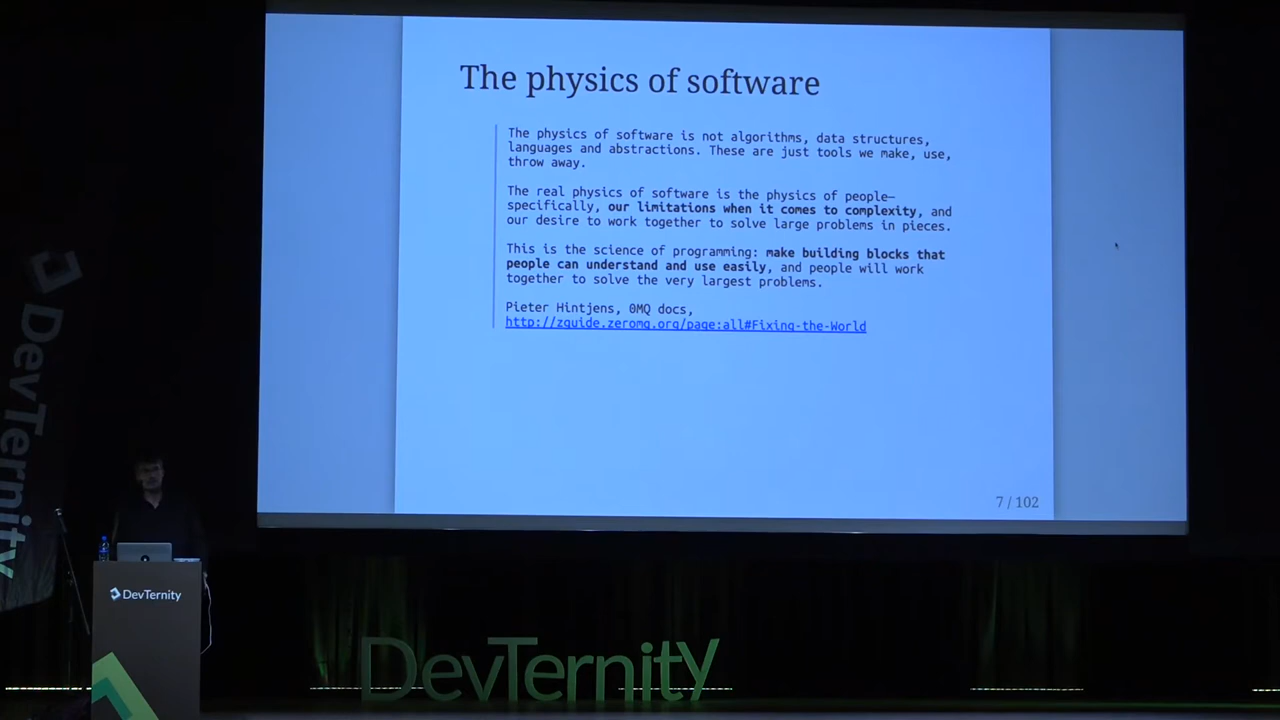 The physics of software
The physics of software is not algorithms, data structures,
languages and abstractions. These are just tools we make, use,
throw away.
The real physics of software is the physics of people—
specifically, our limitations when it comes to complexity, and
our desire to work together to solve large problems in pieces.
This is the science of programming: make building blocks that
people can understand and use easily, and people will work
together to solve the very largest problems.
Pieter Hintjens, 0MQ docs,
http://zguide.zeromq.org/page:all#Fixing-the-World
7 / 102
DevTernity
DevTernity
DevTernity